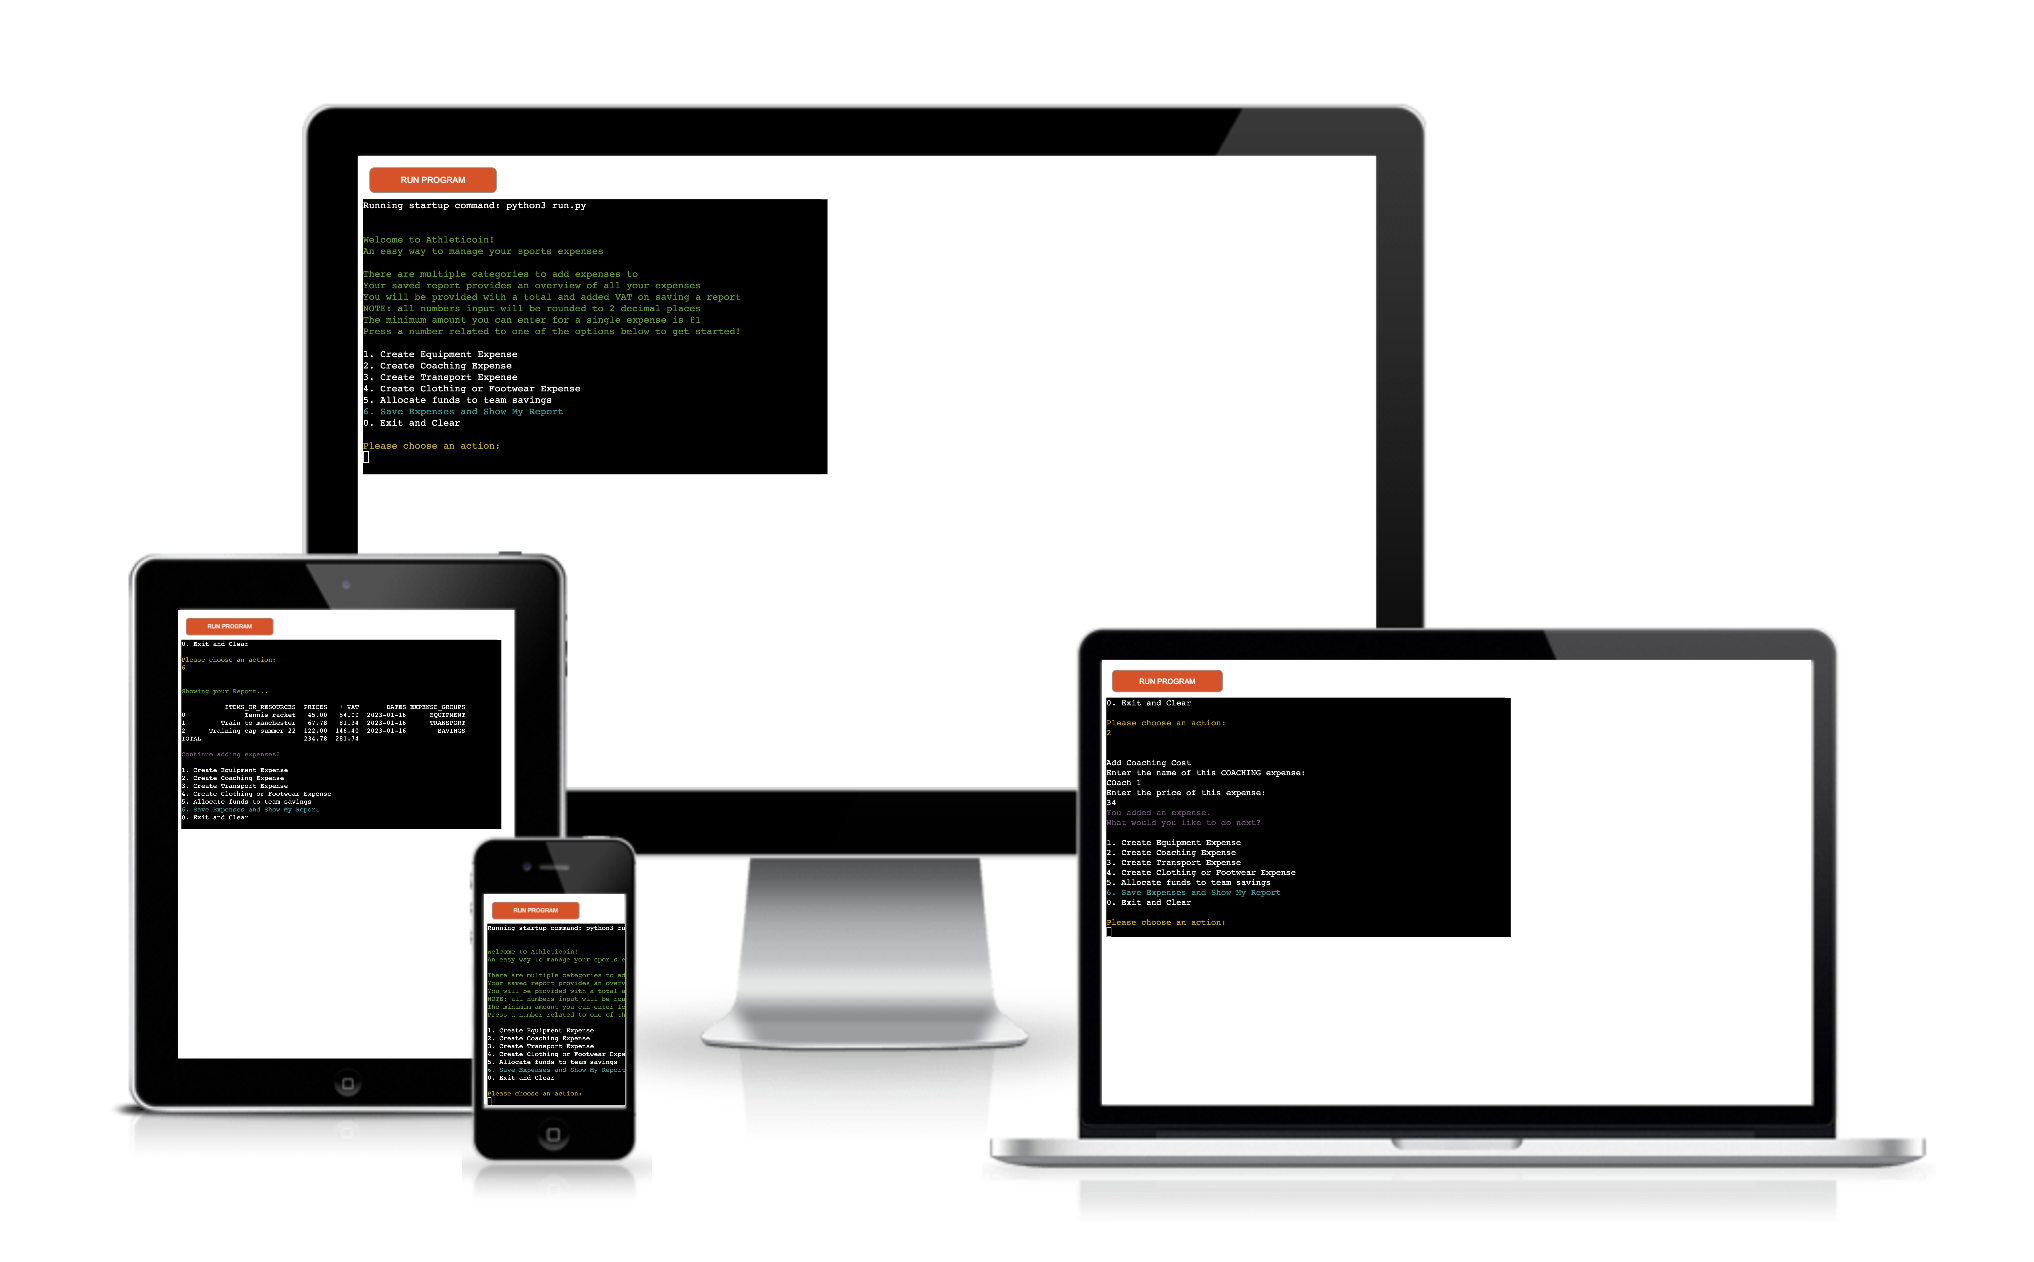 RUN PROGRAM
Running startup command: python3 run.py
Welcome to Athleticoin!
An easy way to manage your sports expenses
There are multiple categories to add expenses to
Your saved report provides an overview of all your expenses
You will be provided with a total and added VAT on saving a report
NOTE: all numbers input will be rounded to 2 decimal places
The minimum amount you can enter for a single expense is £1
Press a number related to one of the options below to get started!
1. Create Equipment Expense
2. Create Coaching Expense
3. Create Transport Expense
4. Create Clothing or Footwear Expense
5. Allocate funds to team savings
6. Save Expenses and Show My Report
0. Exit and Clear
Please choose an action:
RUN PROGRAM
0. Exit and Clear
Please choose an action:
6
Showing your Report....
ITEMS_OR_RESOURCES PRICES + VAT DATES EXPENSE_GROUPS
0 Tennis racket 45.00 54.00 2023-01-16 EQUIPMENT
1 Train to manchester 67.78 81.34 2023-01-16 TRANSPORT
2 Training cap summer 22 122.00 146.40 2023-01-16 SAVINGS
TOTAL 234.78 281.74
Continue adding expenses?
1. Create Equipment Expense
2. Create Coaching Expense
3. Create Transport Expense
4. Create Clothing or Footwear Expense
5. Allocate funds to team savings
6. Save Expenses and Show My Report
0. Exit and Clear
RUN PROGRAM
Running startup command: python3 ru
Welcome to Athleticoin!
An easy way to manage your sports e
There are multiple categories to ad
Your saved report provides an overv
You will be provided with a total a
NOTE: all numbers input will be rou
The minimum amount you can enter fo
Press a number related to one of th
1. Create Equipment Expense
2. Create Coaching Expense
3. Create Transport Expense
4. Create Clothing or Footwear Expe
5. Allocate funds to team savings
6. Save Expenses and Show My Report
0. Exit and Clear
Please choose an action:
RUN PROGRAM
0. Exit and Clear
Please choose an action:
2
Add Coaching Cost
Enter the name of this COACHING expense:
COach 1
Enter the price of this expense:
34
You added an expense.
What would you like to do next?
1. Create Equipment Expense
2. Create Coaching Expense
3. Create Transport Expense
4. Create Clothing or Footwear Expense
5. Allocate funds to team savings
6. Save Expenses and Show My Report
0. Exit and Clear
Please choose an action: